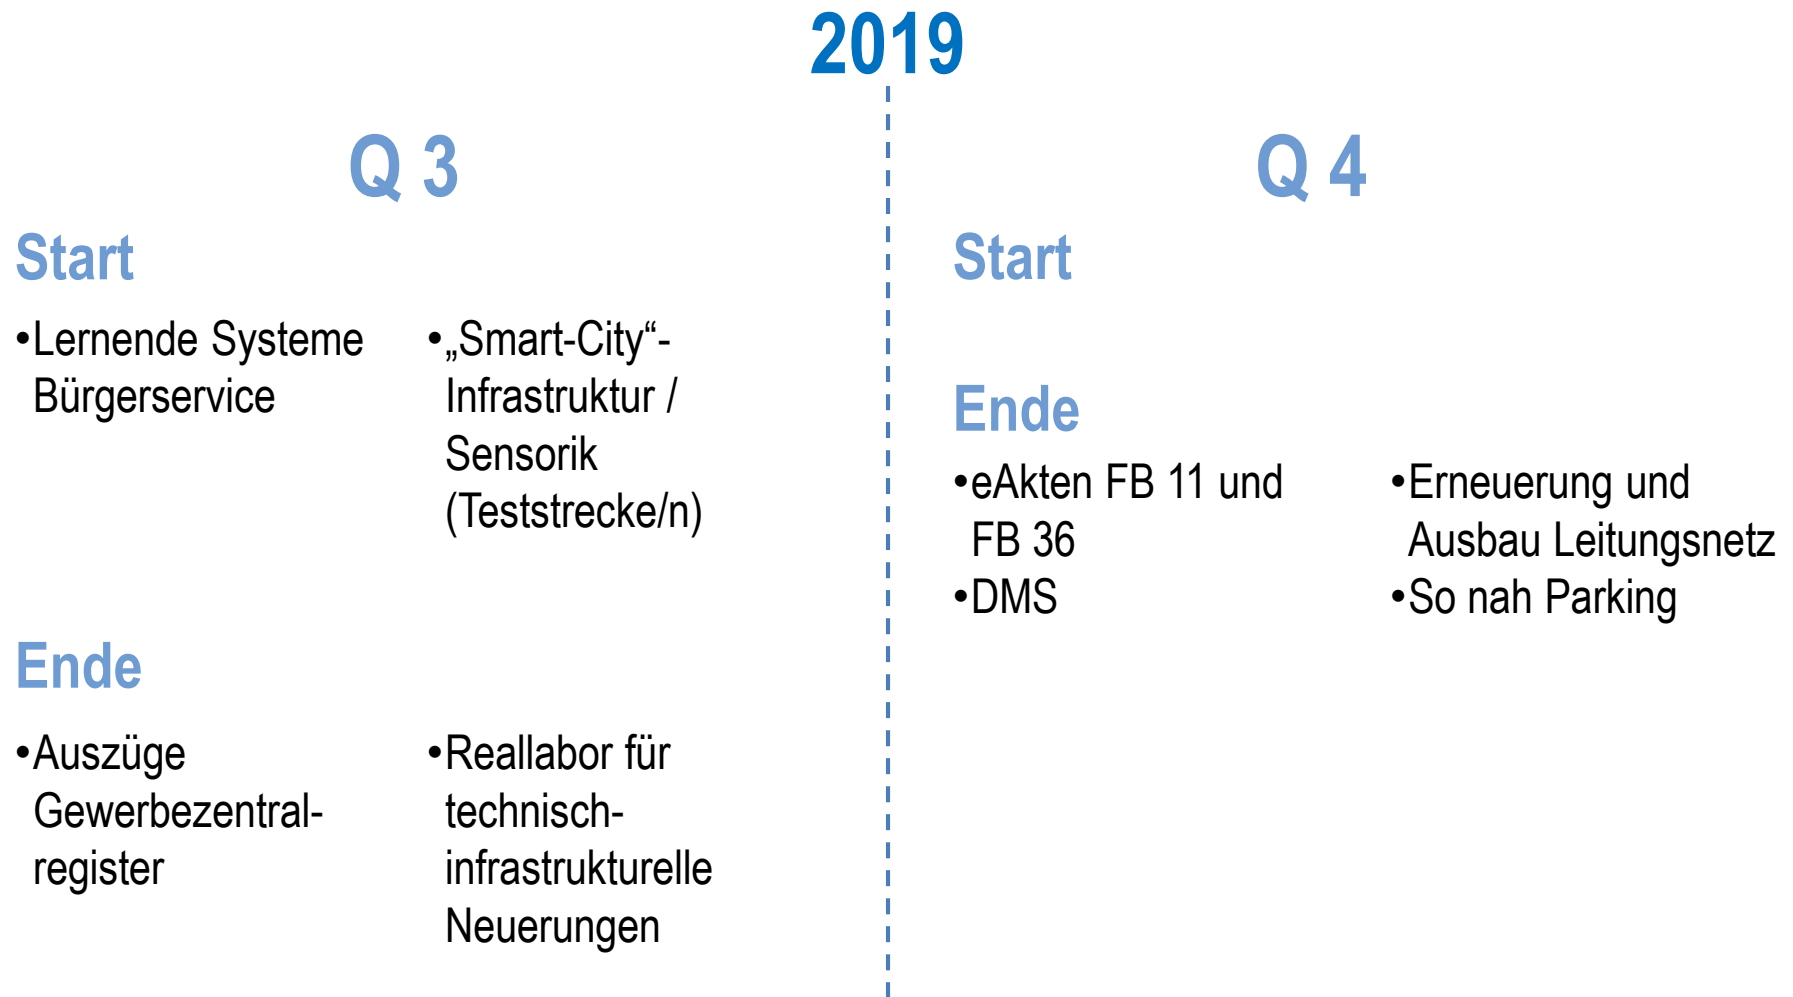 2019
Q 3
Start
•Lernende Systeme
Bürgerservice
•„Smart-City“-
Infrastruktur /
Sensorik
(Teststrecke/n)
Ende
•Auszüge
Gewerbezentral-
register
•Reallabor für
technisch-
infrastrukturelle
Neuerungen
Q 4
Start
Ende
•eAkten FB 11 und
FB 36
•DMS
•Erneuerung und
Ausbau Leitungsnetz
•So nah Parking